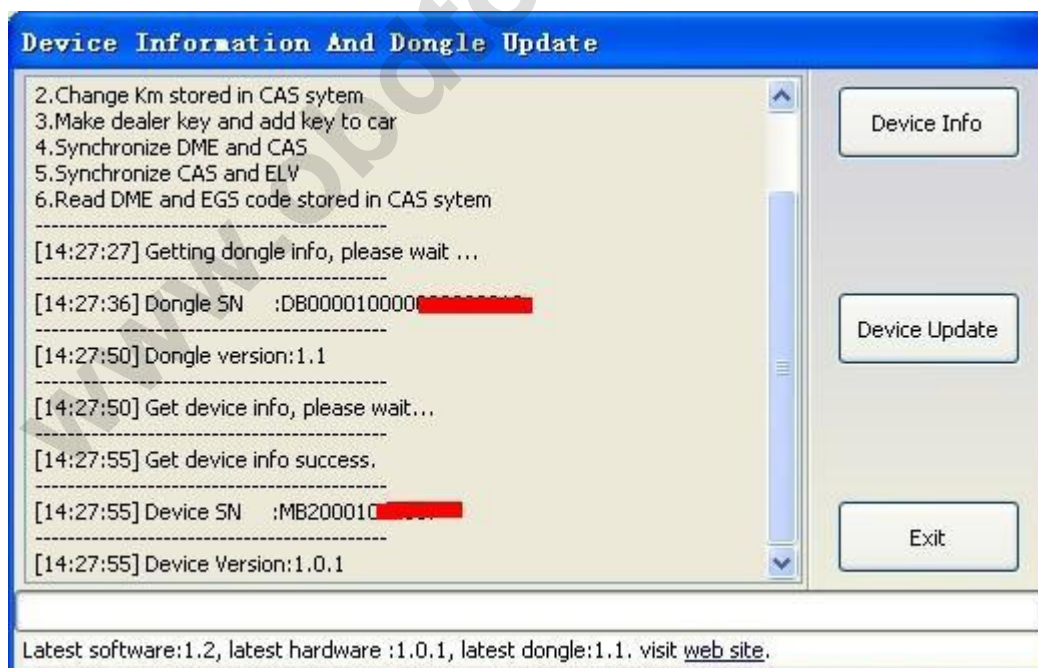 Device Information And Dongle Update
2.Change Km stored in CAS sytem
3.Make dealer key and add key to car
4.Synchronize DME and CAS
5.Synchronize CAS and ELV
6.Read DME and EGS code stored in CAS sytem
---------------------------------------------
[14:27:27] Getting dongle info, please wait ...
---------------------------------------------
[14:27:36] Dongle SN :DB0000100000
---------------------------------------------
[14:27:50] Dongle version:1.1
---------------------------------------------
[14:27:50] Get device info, please wait...
---------------------------------------------
[14:27:55] Get device info success.
---------------------------------------------
[14:27:55] Device SN :MB200010
---------------------------------------------
[14:27:55] Device Version:1.0.1
Device Info
Device Update
Exit
Latest software:1.2, latest hardware :1.0.1, latest dongle:1.1. visit web site.